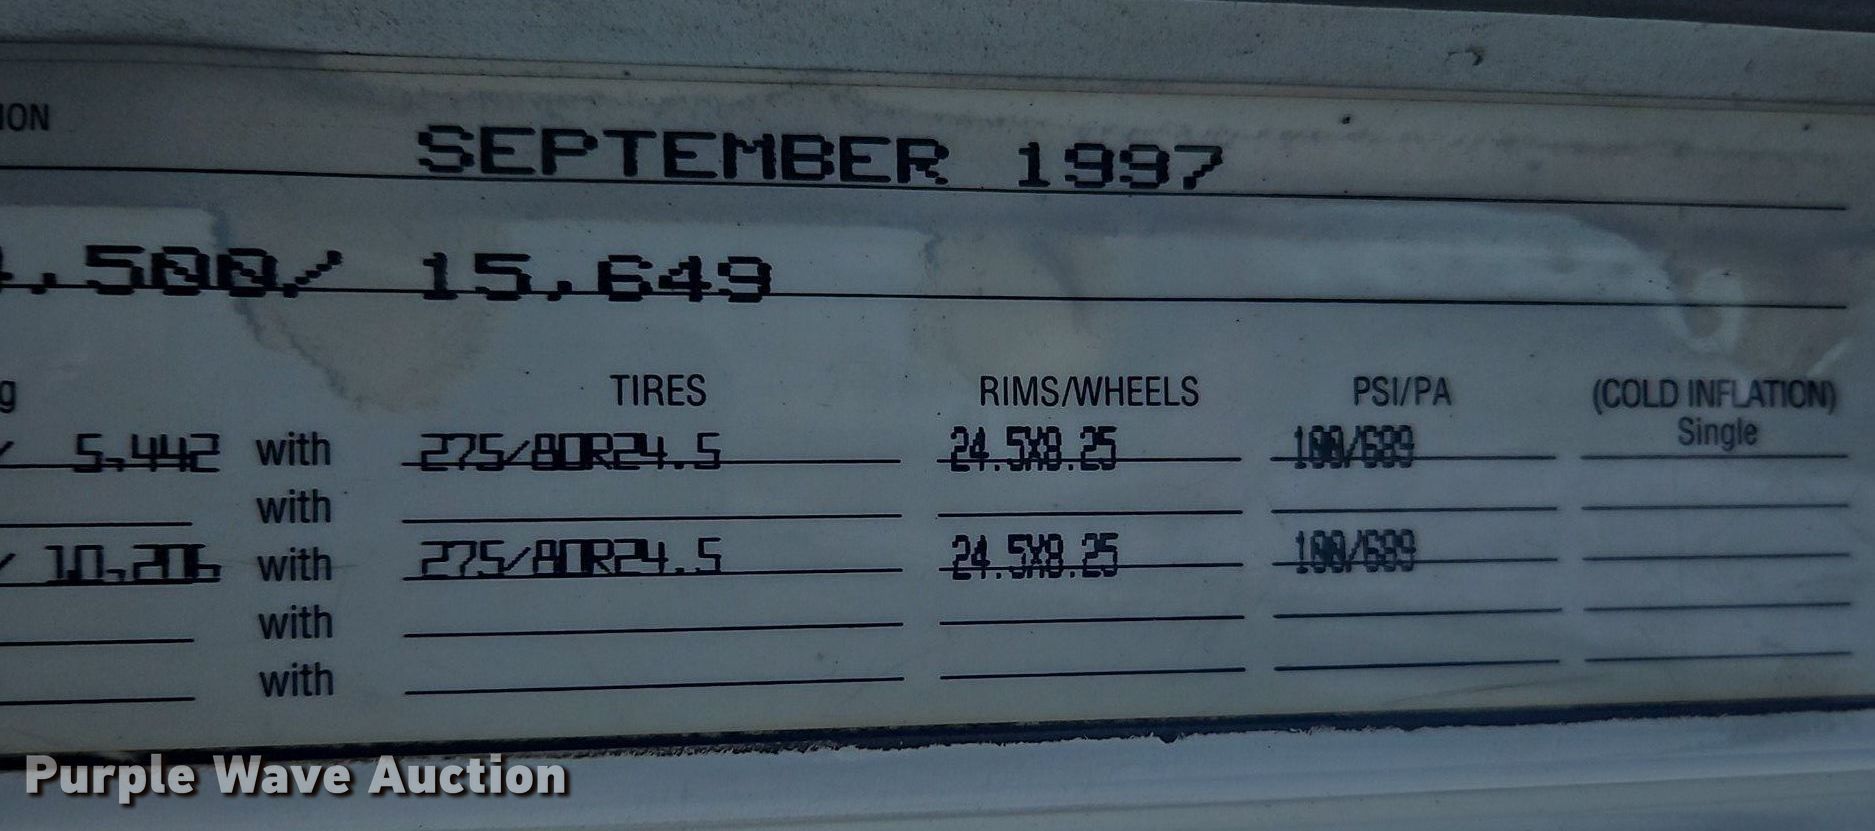 ION
SEPTEMBER 1997
,500/ 15,649
g TIRES RIMS/WHEELS PSI/PA (COLD INFLATION)
Single
/ 5,442 with 275/80R24.5 24.5X8.25 100/689
with
/ 10,206 with 275/80R24.5 24.5X8.25 100/689
with
with
Purple Wave Auction